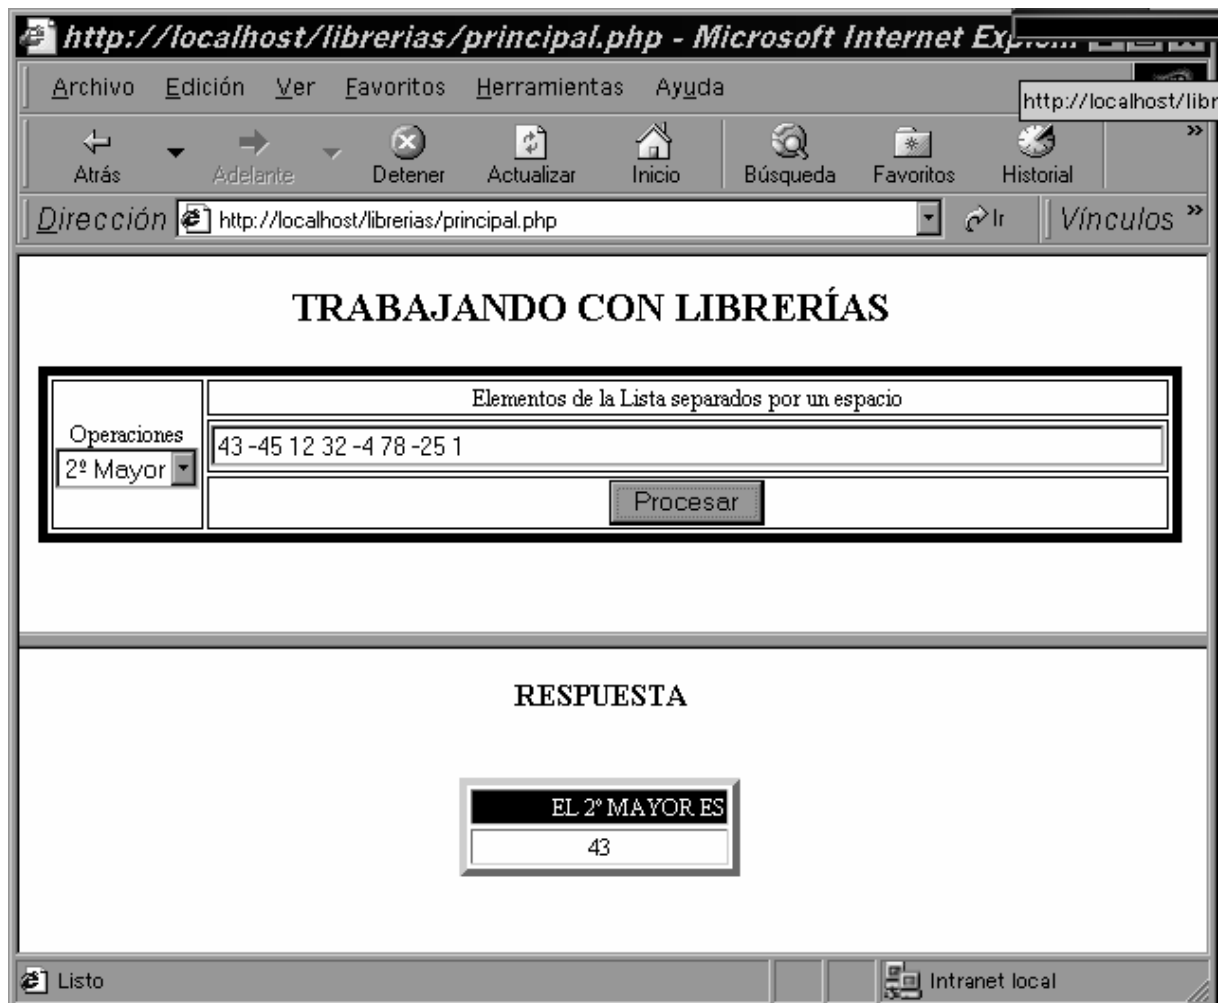 http://localhost/librerias/principal.php - Microsoft Internet
Archivo Edición Ver Favoritos Herramientas Ayuda
http://localhost/libr
Atrás Adelante Detener Actualizar Inicio Búsqueda Favoritos Historial »
Dirección http://localhost/librerias/principal.php Ir Vínculos »
TRABAJANDO CON LIBRERÍAS
Elementos de la Lista separados por un espacio
Operaciones
43 -45 12 32 -4 78 -25 1
2º Mayor
Procesar
RESPUESTA
EL 2º MAYOR ES
43
Listo Intranet local